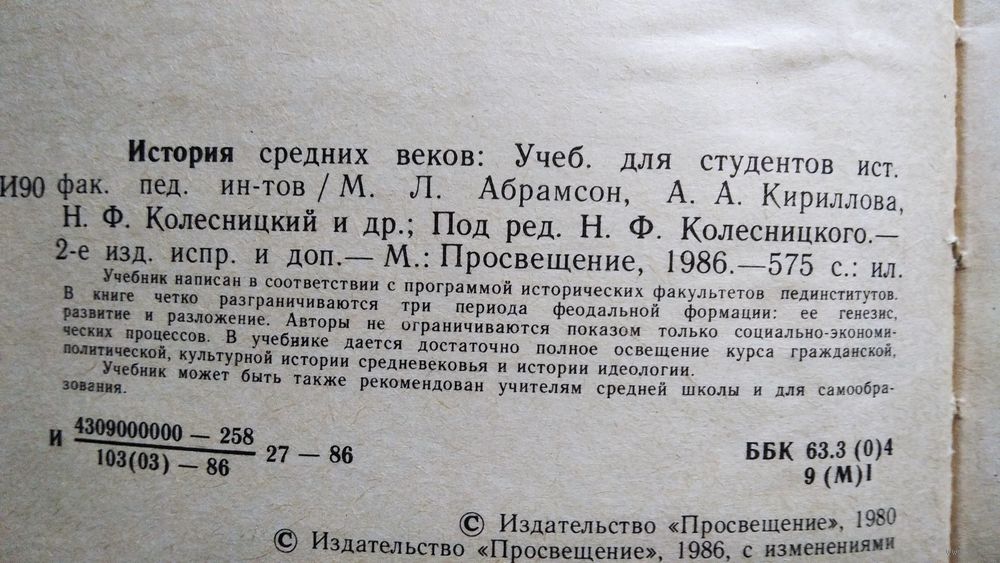 История средних веков: Учеб. для студентов ист.
И90 фак. пед. ин-тов / М. Л. Абрамсон, А. А. Кириллова,
Н. Ф. Колесницкий и др.; Под ред. Н. Ф. Колесницкого.—
2-е изд. испр. и доп.— М.: Просвещение, 1986.—575 с.: ил.
Учебник написан в соответствии с программой исторических факультетов пединститутов.
В книге четко разграничиваются три периода феодальной формации: ее генезис,
развитие и разложение. Авторы не ограничиваются показом только социально-экономи-
ческих процессов. В учебнике дается достаточно полное освещение курса гражданской,
политической, культурной истории средневековья и истории идеологии.
Учебник может быть также рекомендован учителям средней школы и для самообра-
зования.
И 4309000000 — 258
103(03) — 86
27 — 86
ББК 63.3 (0)4
9 (М)I
© Издательство «Просвещение», 1980
© Издательство «Просвещение», 1986, с изменениями